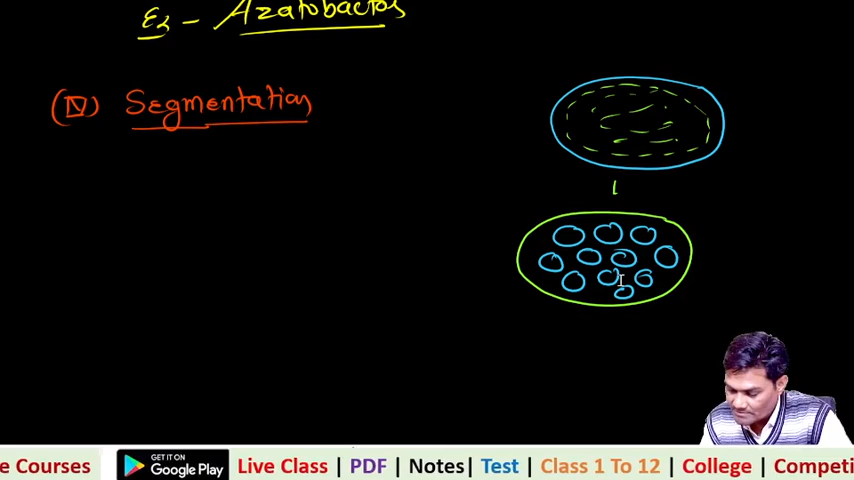 Ex - Azatobactor
(IV) Segmentation
e Courses
GET IT ON
Google Play
Live Class | PDF | Notes| Test | Class 1 To 12 | College | Competi